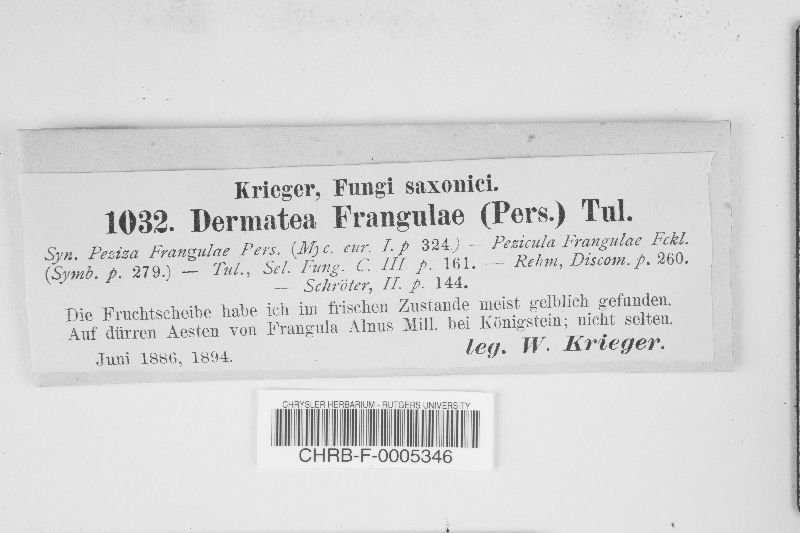 Krieger, Fungi saxonici.
1032. Dermatea Frangulae (Pers.) Tul.
Syn. Peziza Frangulae Pers. (Myc. eur. I. p 324.) — Pezicula Frangulae Fckl.
(Symb. p. 279.) — Tul., Sel. Fung. C. III p. 161. — Rehm, Discom. p. 260.
— Schröter, II. p. 144.
Die Fruchtscheibe habe ich im frischen Zustande meist gelblich gefunden.
Auf dürren Aesten von Frangula Alnus Mill. bei Königstein; nicht selten.
Juni 1886, 1894.
leg. W. Krieger.
CHRYSLER HERBARIUM - RUTGERS UNIVERSITY
CHRB-F-0005346